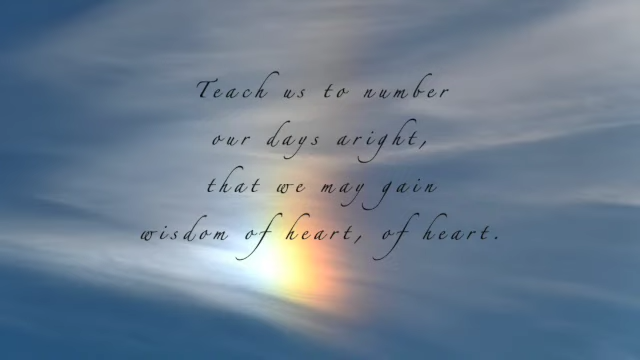 Teach us to number
our days aright,
that we may gain
wisdom of heart, of heart.